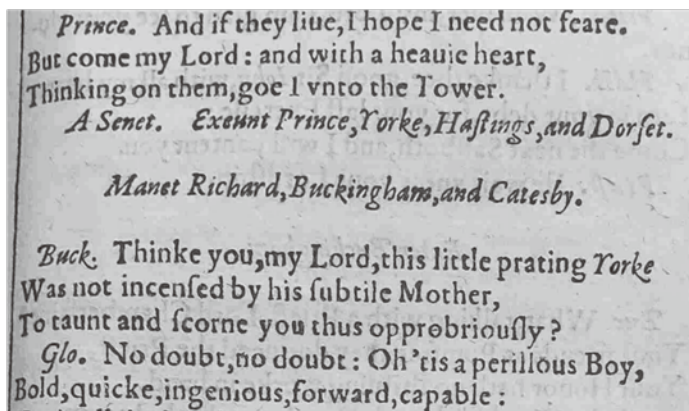 Prince. And if they liue, I hope I need not feare.
But come my Lord: and with a heauie heart,
Thinking on them, goe I vnto the Tower.
A Senet. Exeunt Prince, Yorke, Haſtings, and Dorſet.
Manet Richard, Buckingham, and Catesby.
Buck. Thinke you, my Lord, this little prating Yorke
Was not incenſed by his ſubtile Mother,
To taunt and ſcorne you thus opprobriouſly?
Glo. No doubt, no doubt: Oh 'tis a perillous Boy,
Bold, quicke, ingenious, forward, capable: